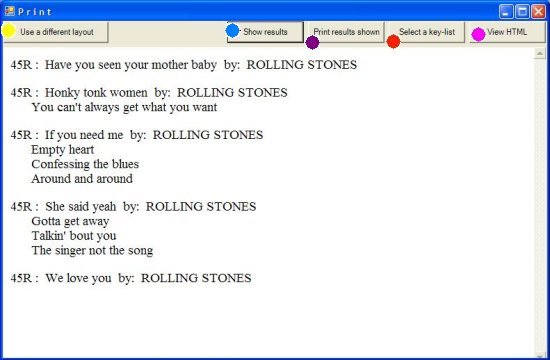 Print
Use a different layout
Show results
Print results shown
Select a key-list
View HTML
45R : Have you seen your mother baby by: ROLLING STONES
45R : Honky tonk women by: ROLLING STONES
You can't always get what you want
45R : If you need me by: ROLLING STONES
Empty heart
Confessing the blues
Around and around
45R : She said yeah by: ROLLING STONES
Gotta get away
Talkin' bout you
The singer not the song
45R : We love you by: ROLLING STONES